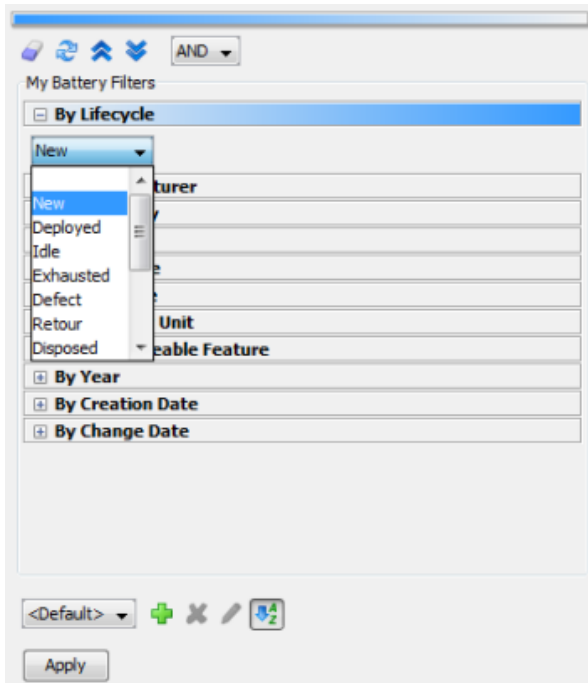 AND
My Battery Filters
By Lifecycle
New
turer
New
Deployed
Idle
Exhausted
Defect
Retour
Unit
Disposed
eable Feature
By Year
By Creation Date
By Change Date
<Default>
Apply